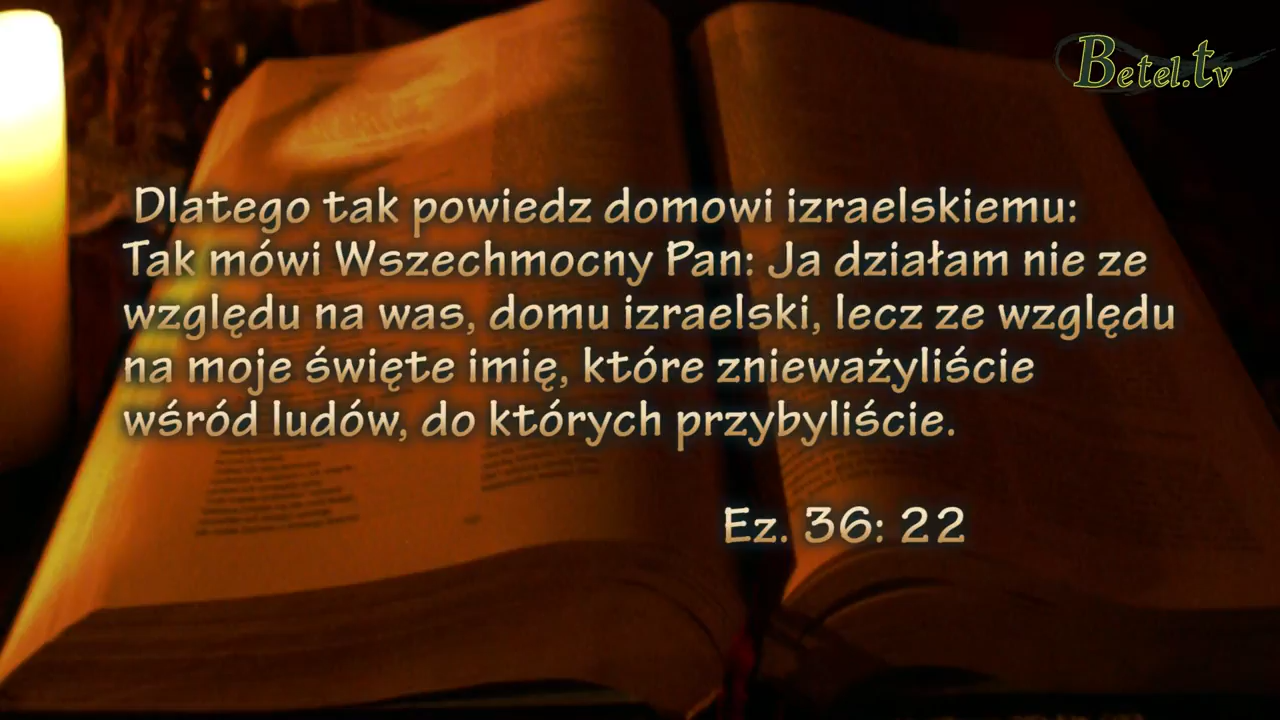 Betel.tv
Dlatego tak powiedz domowi izraelskiemu:
Tak mówi Wszechmocny Pan: Ja działam nie ze
względu na was, domu izraelski, lecz ze względu
na moje święte imię, które znieważyliście
wśród ludów, do których przybyliście.
Ez. 36: 22